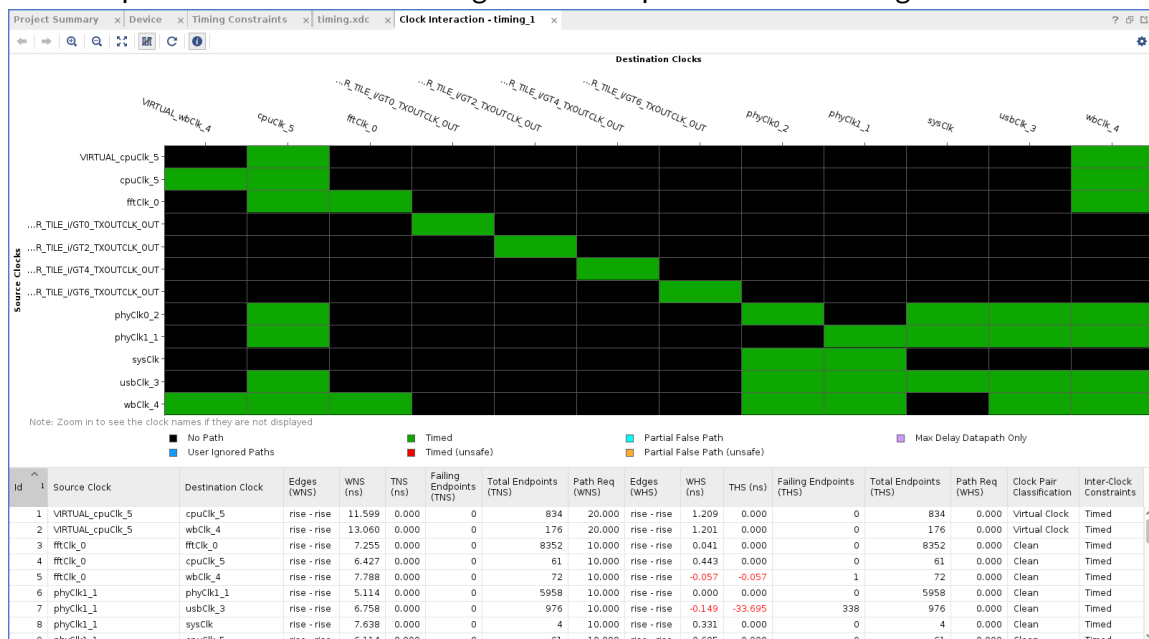 Project Summary × Device × Timing Constraints × timing.xdc × Clock Interaction - timing_1 ×
Destination Clocks
VIRTUAL_wbClk_4
cpuClk_5
fftClk_0
...R_TILE_i/GT0_TXOUTCLK_OUT
...R_TILE_i/GT2_TXOUTCLK_OUT
...R_TILE_i/GT4_TXOUTCLK_OUT
...R_TILE_i/GT6_TXOUTCLK_OUT
phyClk0_2
phyClk1_1
sysClk
usbClk_3
wbClk_4
Source Clocks
VIRTUAL_cpuClk_5
cpuClk_5
fftClk_0
...R_TILE_i/GT0_TXOUTCLK_OUT
...R_TILE_i/GT2_TXOUTCLK_OUT
...R_TILE_i/GT4_TXOUTCLK_OUT
...R_TILE_i/GT6_TXOUTCLK_OUT
phyClk0_2
phyClk1_1
sysClk
usbClk_3
wbClk_4
Note: Zoom in to see the clock names if they are not displayed
No Path Timed Partial False Path Max Delay Datapath Only
User Ignored Paths Timed (unsafe) Partial False Path (unsafe)
Id 1 Source Clock Destination Clock Edges (WNS) WNS (ns) TNS (ns) Failing Endpoints (TNS) Total Endpoints (TNS) Path Req (WNS) Edges (WHS) WHS (ns) THS (ns) Failing Endpoints (THS) Total Endpoints (THS) Path Req (WHS) Clock Pair Classification Inter-Clock Constraints
1 VIRTUAL_cpuClk_5 cpuClk_5 rise - rise 11.599 0.000 0 834 20.000 rise - rise 1.209 0.000 0 834 0.000 Virtual Clock Timed
2 VIRTUAL_cpuClk_5 wbClk_4 rise - rise 13.060 0.000 0 176 20.000 rise - rise 1.201 0.000 0 176 0.000 Virtual Clock Timed
3 fftClk_0 fftClk_0 rise - rise 7.255 0.000 0 8352 10.000 rise - rise 0.041 0.000 0 8352 0.000 Clean Timed
4 fftClk_0 cpuClk_5 rise - rise 6.427 0.000 0 61 10.000 rise - rise 0.443 0.000 0 61 0.000 Clean Timed
5 fftClk_0 wbClk_4 rise - rise 7.788 0.000 0 72 10.000 rise - rise -0.057 -0.057 1 72 0.000 Clean Timed
6 phyClk1_1 phyClk1_1 rise - rise 5.114 0.000 0 5958 10.000 rise - rise 0.000 0.000 0 5958 0.000 Clean Timed
7 phyClk1_1 usbClk_3 rise - rise 6.758 0.000 0 976 10.000 rise - rise -0.149 -33.695 338 976 0.000 Clean Timed
8 phyClk1_1 sysClk rise - rise 7.638 0.000 0 4 10.000 rise - rise 0.331 0.000 0 4 0.000 Clean Timed